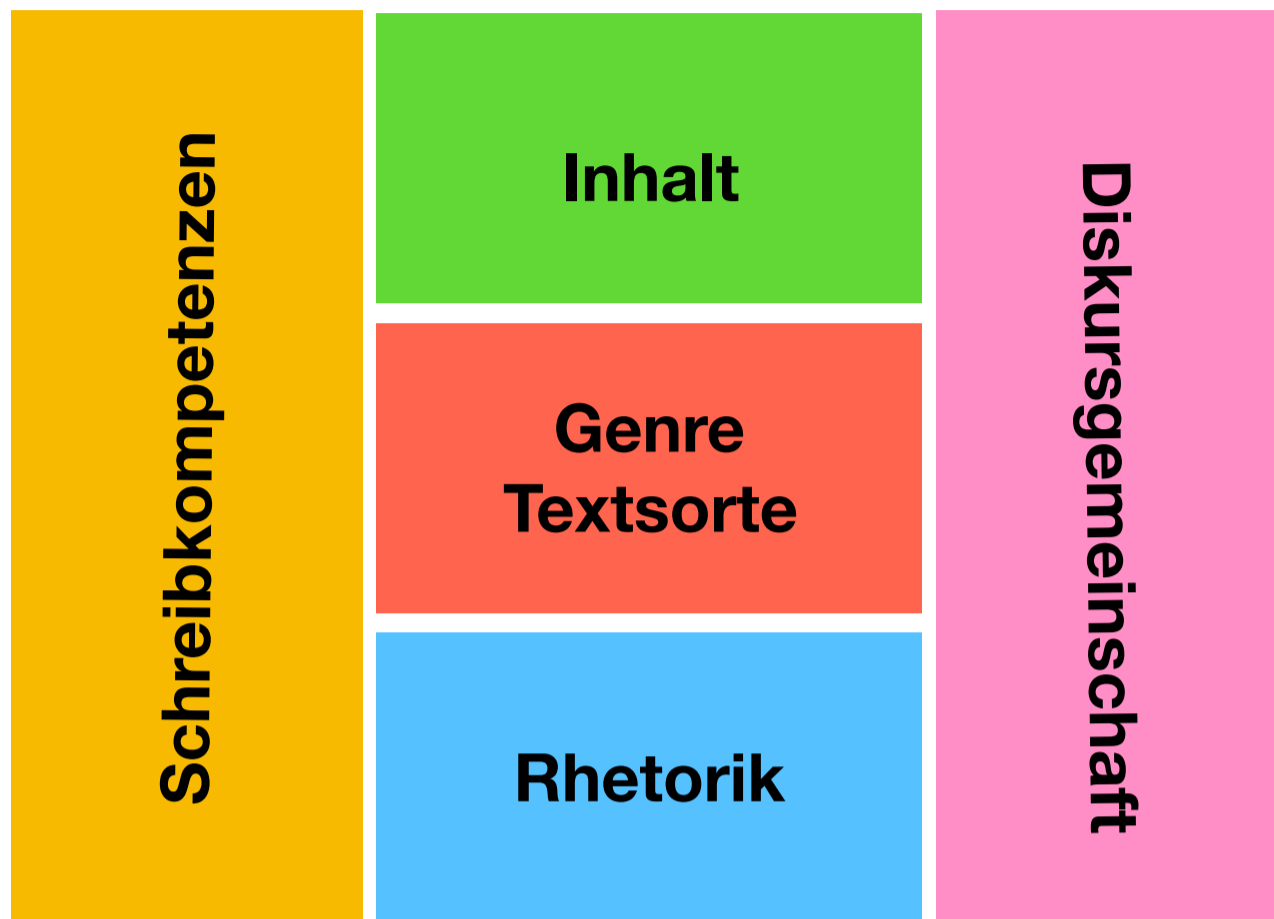 Schreibkompetenzen
Inhalt
Genre
Textsorte
Rhetorik
Diskursgemeinschaft